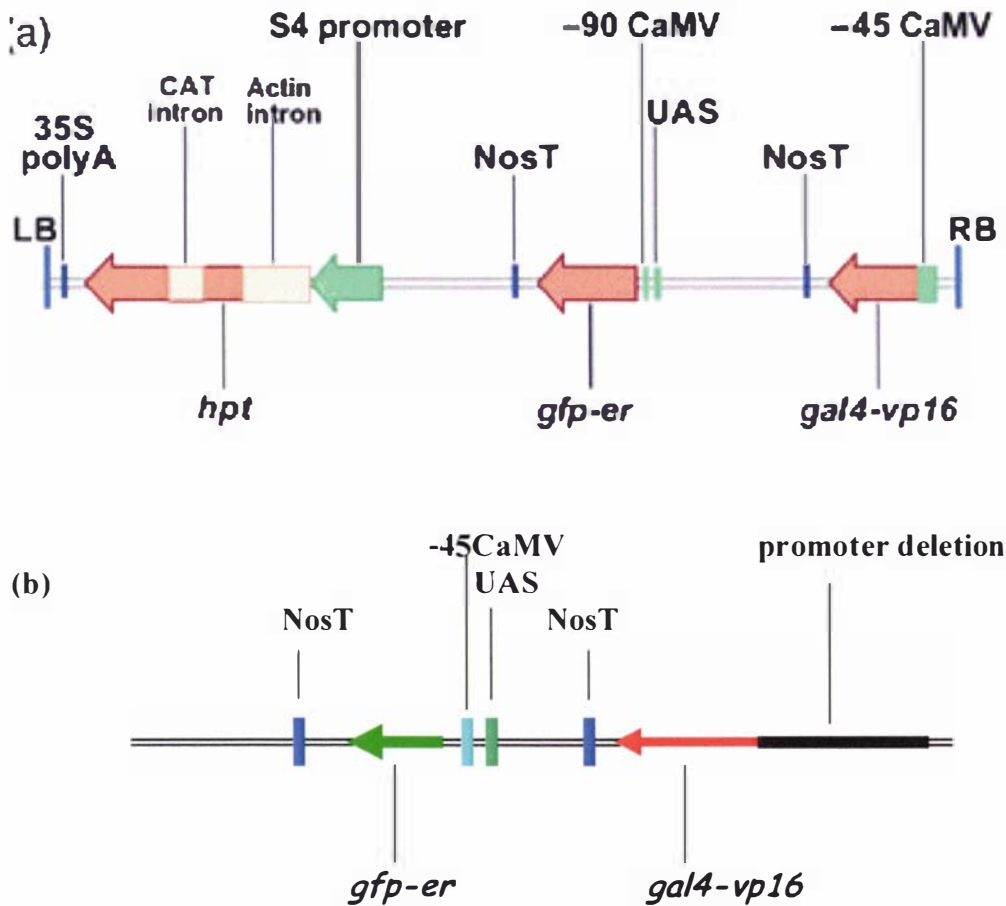 (a)
S4 promoter
-90 CaMV
-45 CaMV
CAT
intron
Actin
intron
UAS
35S
polyA
NosT
NosT
LB
RB
hpt
gfp-er
gal4-vp16
-45CaMV
promoter deletion
(b)
UAS
NosT
NosT
gfp-er
gal4-vp16